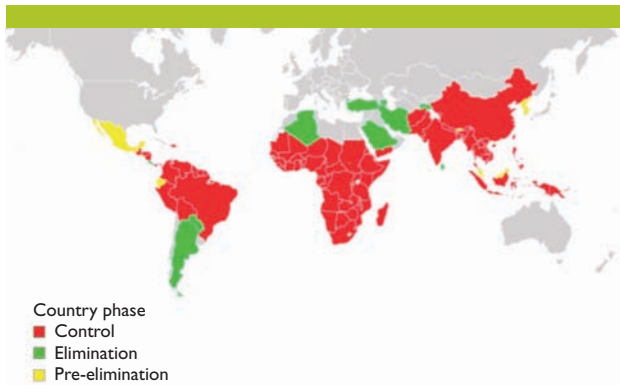 Country phase
Control
Elimination
Pre-elimination